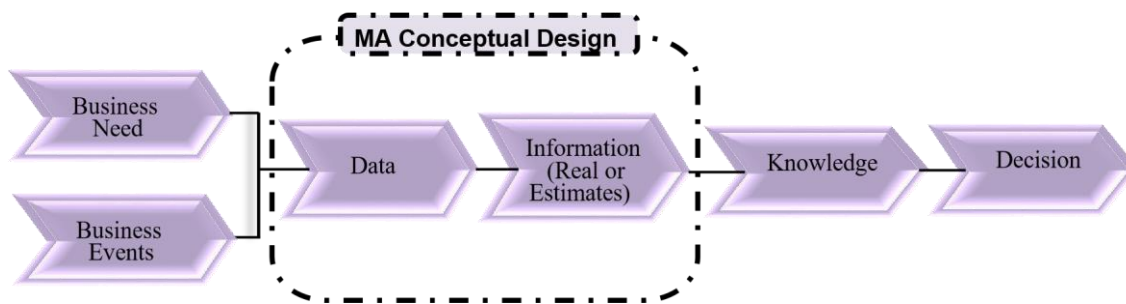 MA Conceptual Design
Business
Need
Business
Events
Data
Information
(Real or
Estimates)
Knowledge
Decision